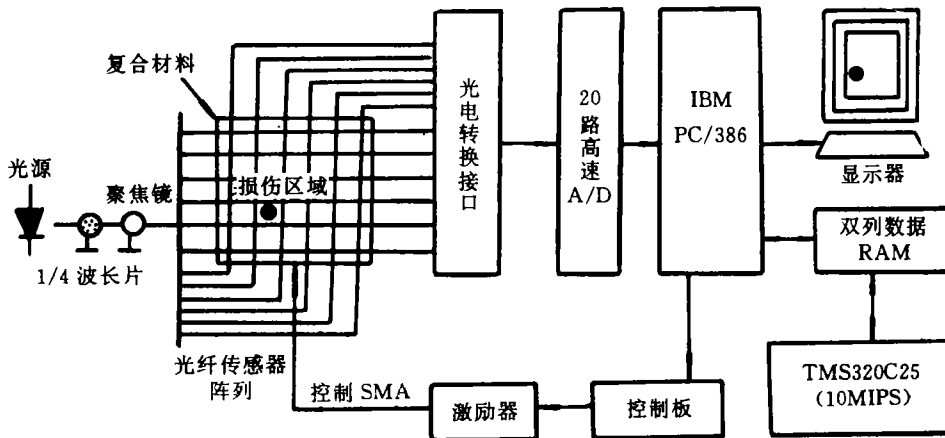 复合材料
光源
聚焦镜
1/4 波长片
损伤区域
光纤传感器
阵列
控制 SMA
光电转换接口
20
路高速
A/D
IBM
PC/386
显示器
双列数据
RAM
TMS320C25
(10MIPS)
激励器
控制板